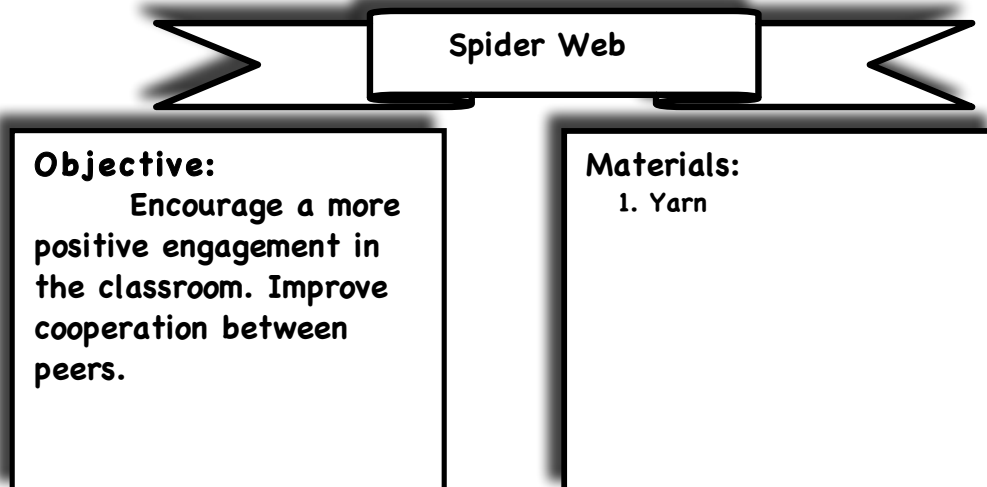 Spider Web
Objective:
Encourage a more
positive engagement in
the classroom. Improve
cooperation between
peers.
Materials:
1. Yarn